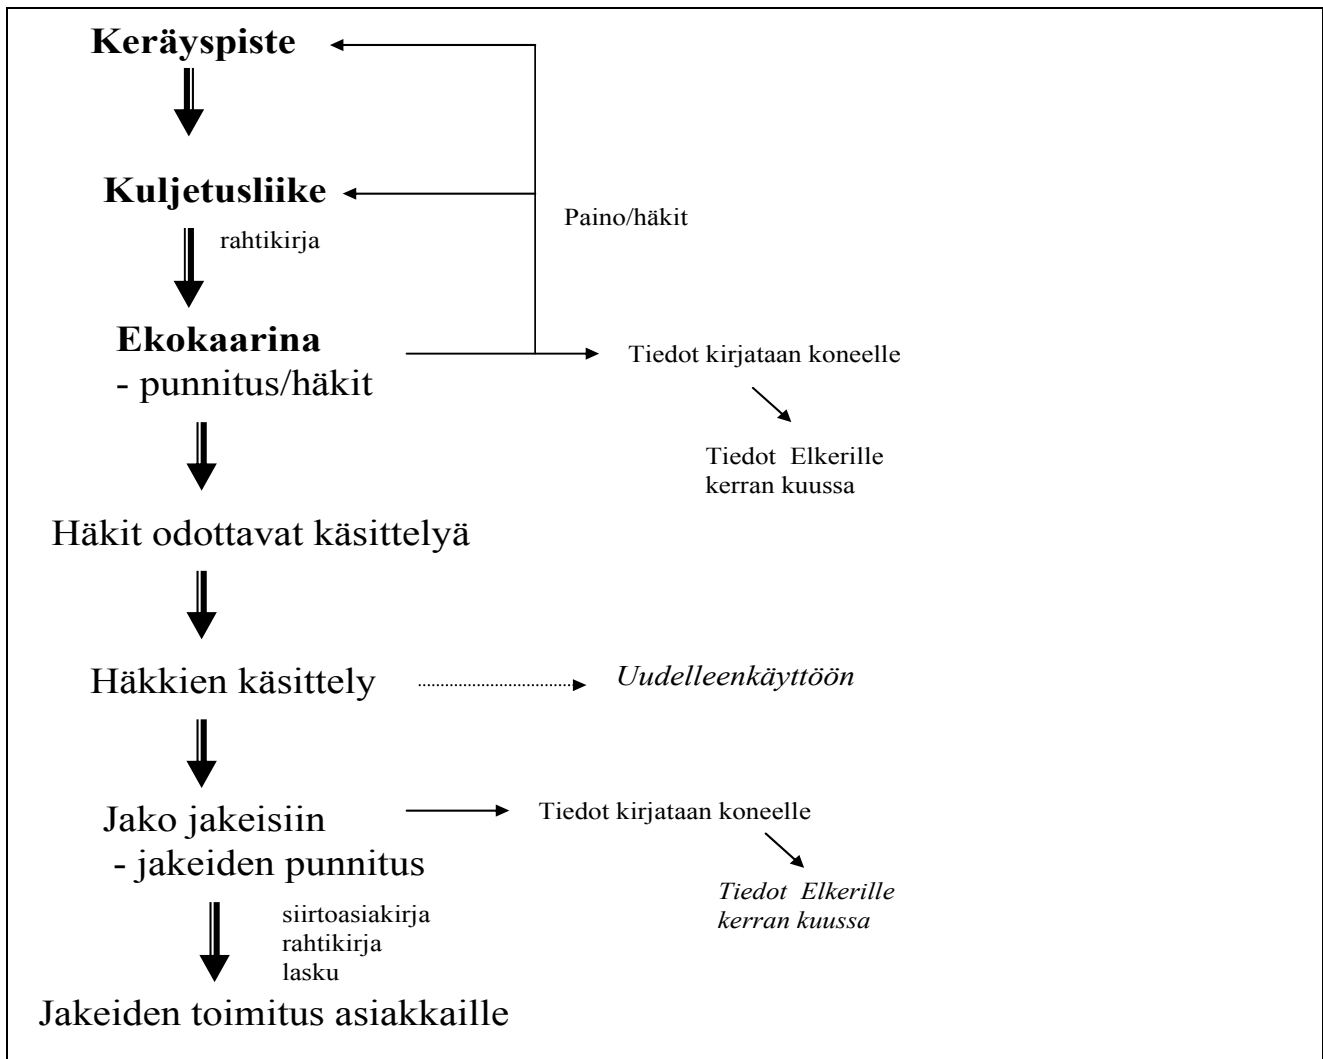 Keräyspiste
Kuljetusliike
Paino/häkit
rahtikirja
Ekokaarina
- punnitus/häkit
Tiedot kirjataan koneelle
Tiedot Elkerille
kerran kuussa
Häkit odottavat käsittelyä
Häkkien käsittely
Uudelleenkäyttöön
Jako jakeisiin
- jakeiden punnitus
Tiedot kirjataan koneelle
Tiedot Elkerille
kerran kuussa
siirtoasiakirja
rahtikirja
lasku
Jakeiden toimitus asiakkaille